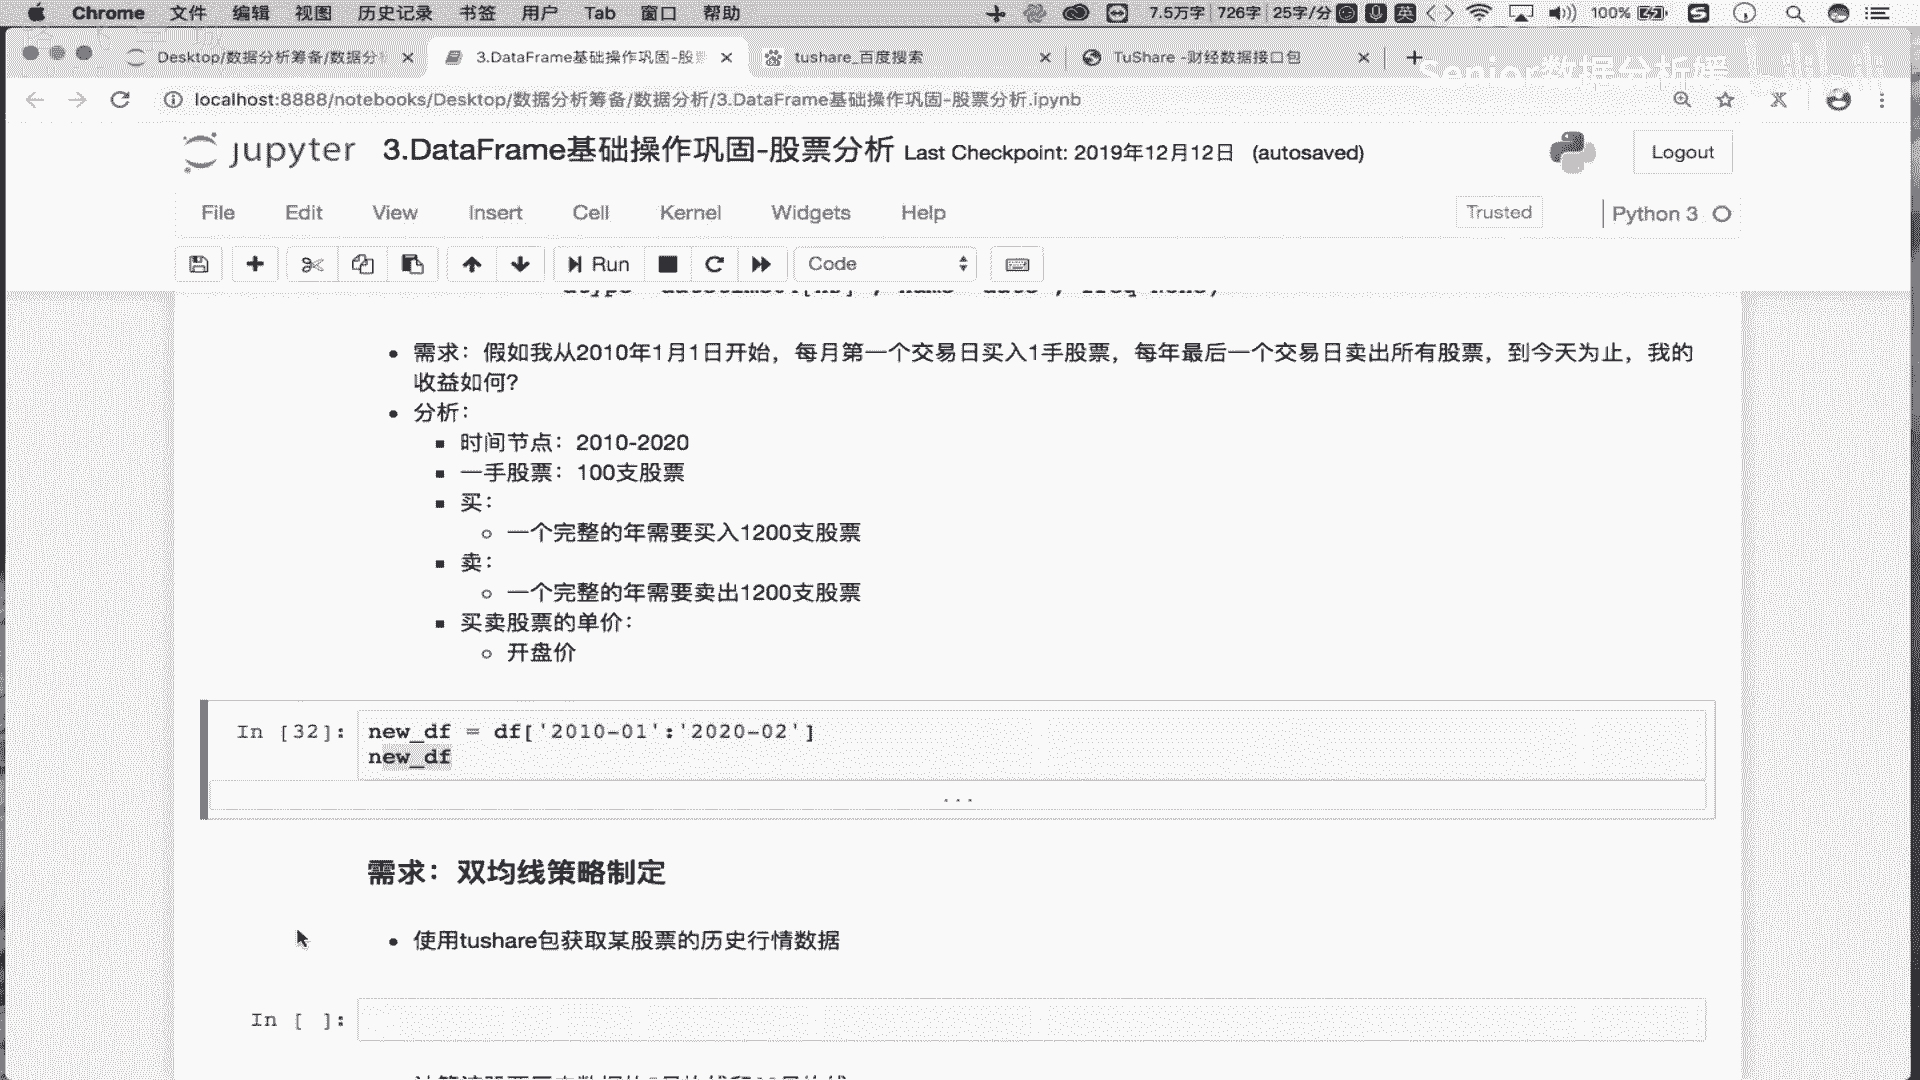 Chrome 文件 编辑 视图 历史记录 书签 用户 Tab 窗口 帮助 7.5万字 726字 25字/分 英 100%
Desktop/数据分析筹备/数据分析 3.DataFrame基础操作巩固-股票 tushare_百度搜索 TuShare -财经数据接口包
Senior数据分析媛 bilibili
localhost:8888/notebooks/Desktop/数据分析筹备/数据分析/3.DataFrame基础操作巩固-股票分析.ipynb
jupyter 3.DataFrame基础操作巩固-股票分析 Last Checkpoint: 2019年12月12日 (autosaved) Logout
File Edit View Insert Cell Kernel Widgets Help Trusted Python 3
Run Code
需求：假如我从2010年1月1日开始，每月第一个交易日买入1手股票，每年最后一个交易日卖出所有股票，到今天为止，我的
收益如何？
分析：
时间节点：2010-2020
一手股票：100支股票
买：
一个完整的年需要买入1200支股票
卖：
一个完整的年需要卖出1200支股票
买卖股票的单价：
开盘价
In [32]: new_df = df['2010-01':'2020-02']
new_df
...
需求：双均线策略制定
使用tushare包获取某股票的历史行情数据
In [ ]: